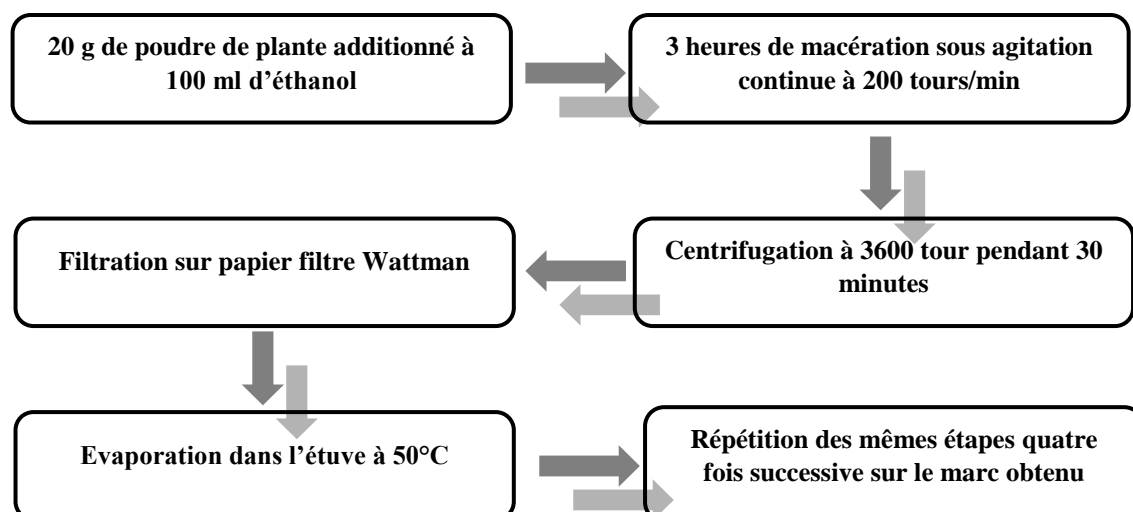 20 g de poudre de plante additionné à
100 ml d’éthanol
3 heures de macération sous agitation
continue à 200 tours/min
Centrifugation à 3600 tour pendant 30
minutes
Filtration sur papier filtre Wattman
Evaporation dans l’étuve à 50°C
Répétition des mêmes étapes quatre
fois successive sur le marc obtenu